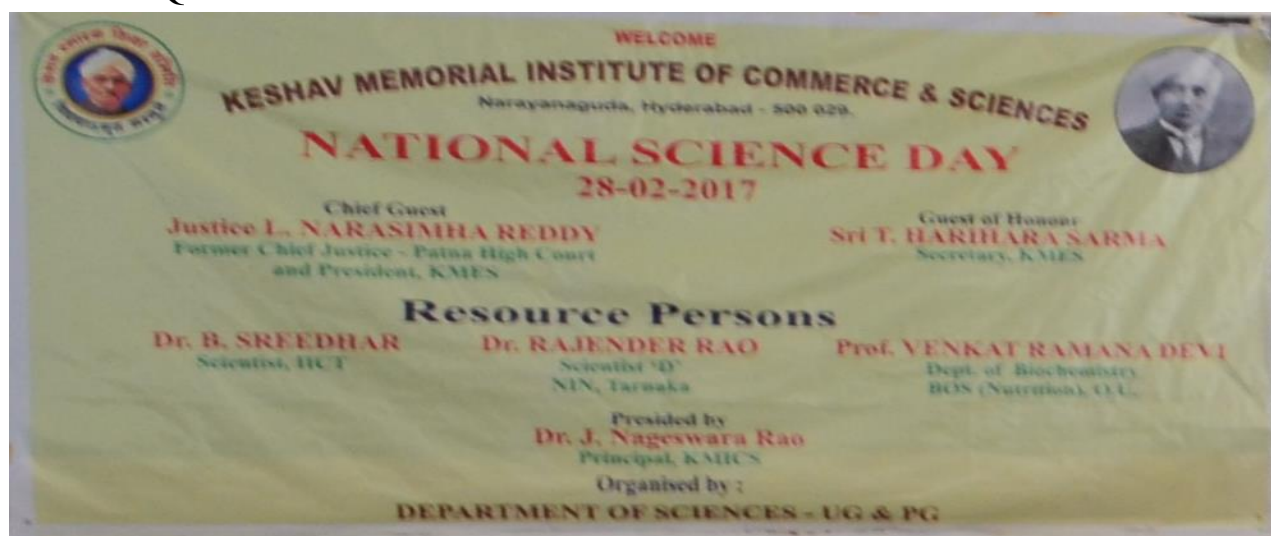 WELCOME
KESHAV MEMORIAL INSTITUTE OF COMMERCE & SCIENCES
Narayanaguda, Hyderabad - 500 029.
NATIONAL SCIENCE DAY
28-02-2017
Chief Guest
Justice L. NARASIMHA REDDY
Former Chief Justice - Patna High Court
and President, KMES
Guest of Honour
Sri T. HARIHARA SARMA
Secretary, KMES
Resource Persons
Dr. B. SREEDHAR
Scientist, IICT
Dr. RAJENDER RAO
Scientist 'D'
NIN, Tarnaka
Prof. VENKAT RAMANA DEVI
Dept. of Biochemistry
BOS (Nutrition), O.U.
Presided by
Dr. J. Nageswara Rao
Principal, KMICS
Organised by :
DEPARTMENT OF SCIENCES - UG & PG